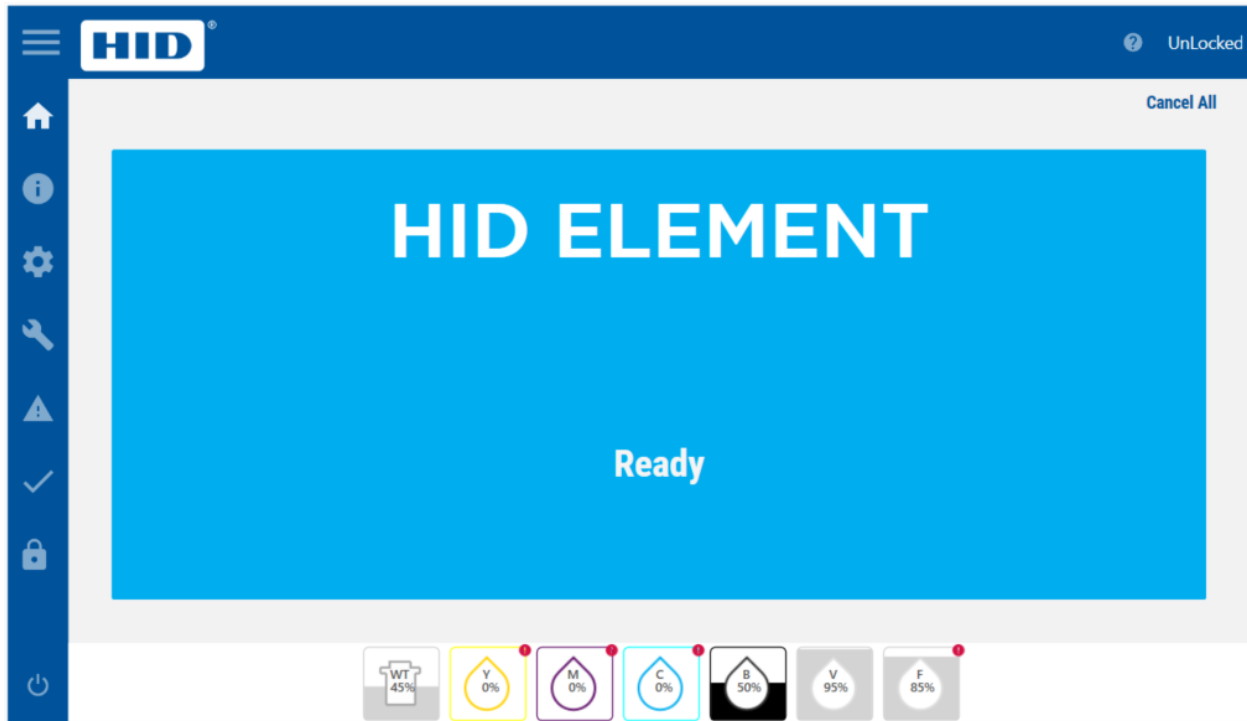 HID®
UnLocked
Cancel All
HID ELEMENT
Ready
WT
45%
Y
0%
M
0%
C
0%
B
50%
V
95%
F
85%